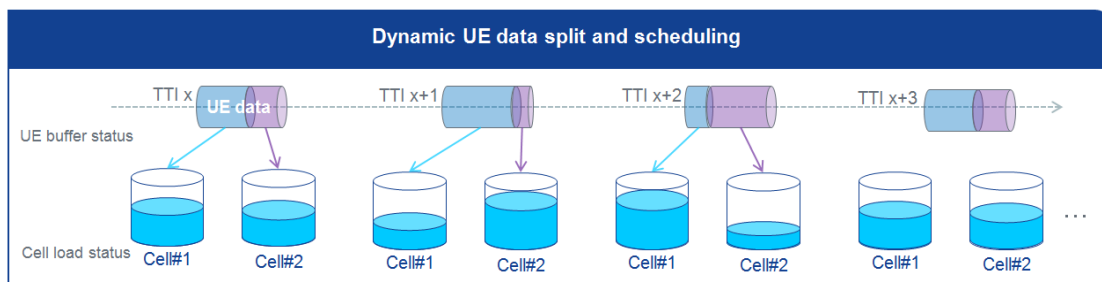 Dynamic UE data split and scheduling
TTI x
TTI x+1
TTI x+2
TTI x+3
UE data
UE buffer status
Cell load status
Cell#1
Cell#2
Cell#1
Cell#2
Cell#1
Cell#2
Cell#1
Cell#2
...